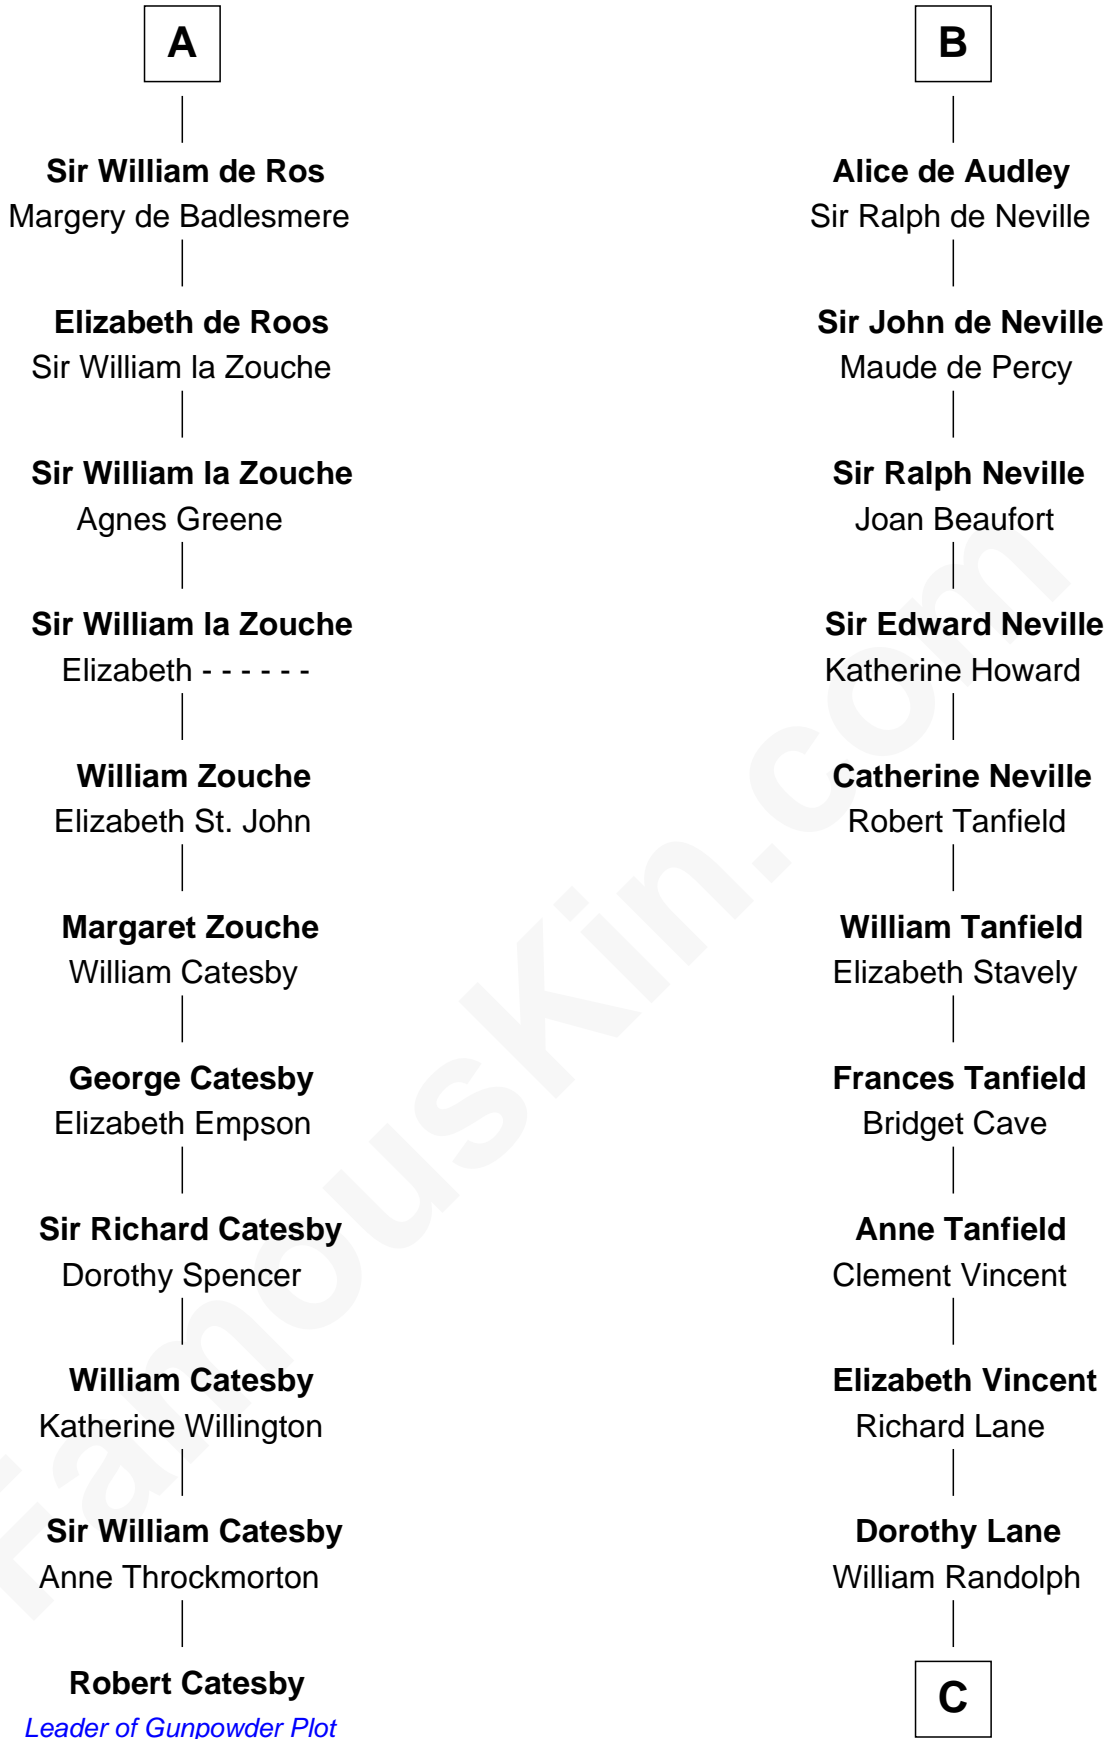 A
Sir William de Ros
Margery de Badlesmere
Elizabeth de Roos
Sir William la Zouche
Sir William la Zouche
Agnes Greene
Sir William la Zouche
Elizabeth - - - - - -
William Zouche
Elizabeth St. John
Margaret Zouche
William Catesby
George Catesby
Elizabeth Empson
Sir Richard Catesby
Dorothy Spencer
William Catesby
Katherine Willington
Sir William Catesby
Anne Throckmorton
Robert Catesby
Leader of Gunpowder Plot
B
Alice de Audley
Sir Ralph de Neville
Sir John de Neville
Maude de Percy
Sir Ralph Neville
Joan Beaufort
Sir Edward Neville
Katherine Howard
Catherine Neville
Robert Tanfield
William Tanfield
Elizabeth Stavely
Frances Tanfield
Bridget Cave
Anne Tanfield
Clement Vincent
Elizabeth Vincent
Richard Lane
Dorothy Lane
William Randolph
C
FamousKin.com